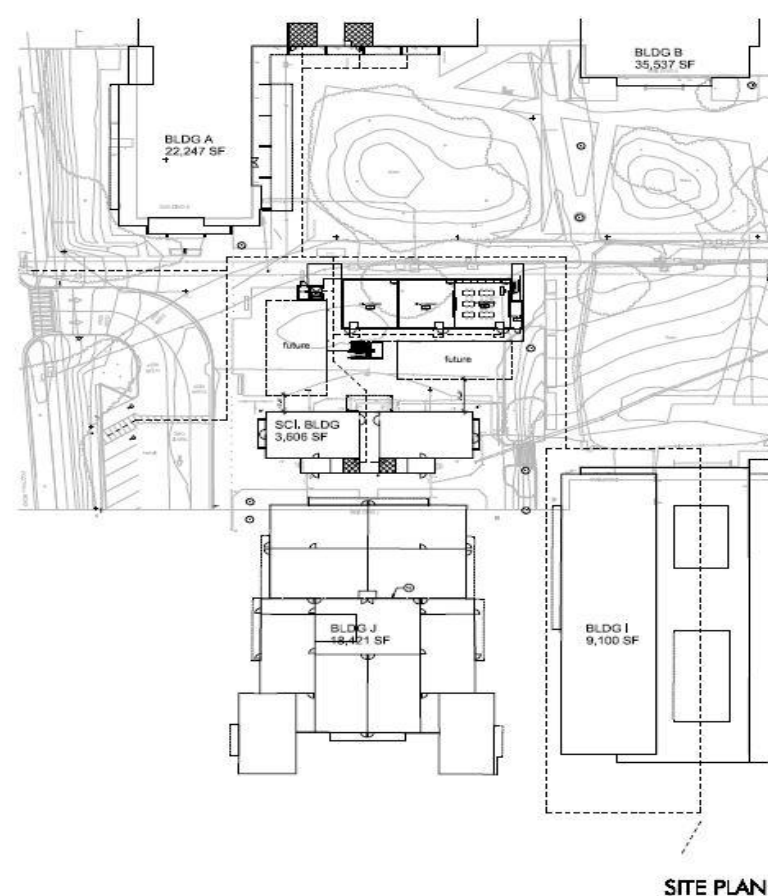 BLDG B
35,537 SF
BLDG A
22,247 SF
future
future
SCI. BLDG
3,606 SF
BLDG J
18,421 SF
BLDG I
9,100 SF
SITE PLAN